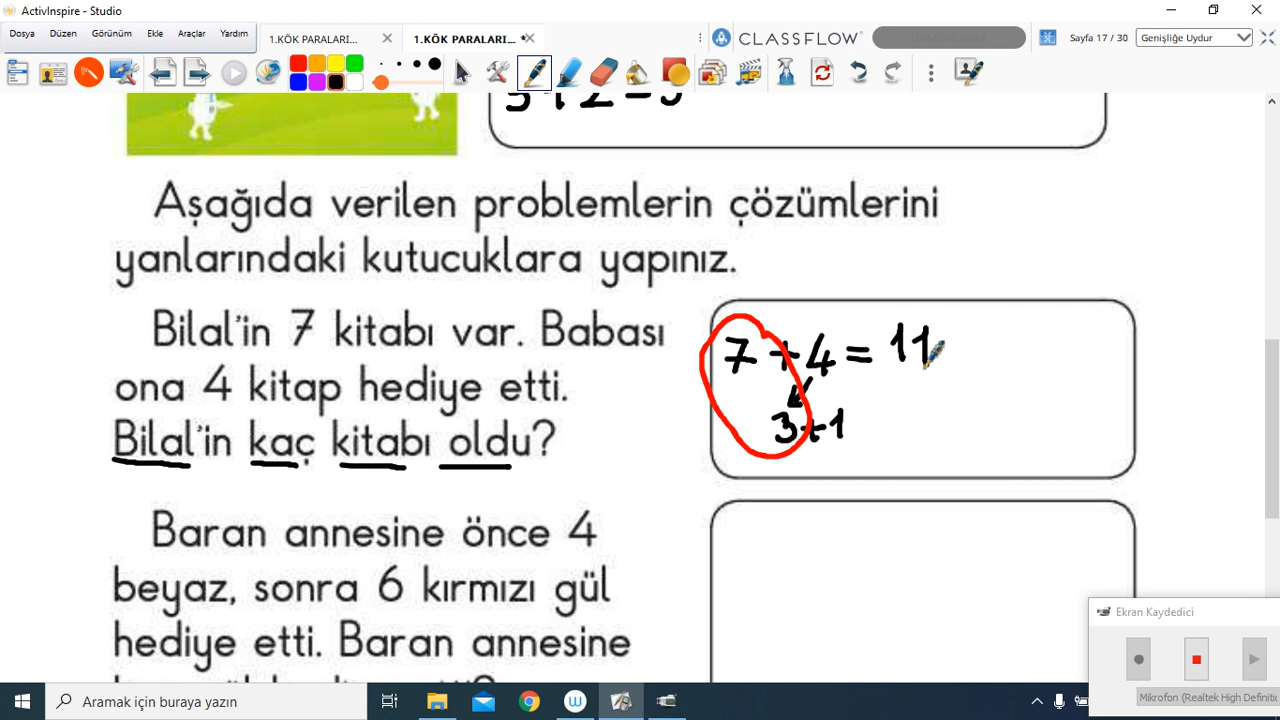 ActivInspire - Studio
Dosya Düzen Görünüm Ekle Araçlar Yardım
1.KÖK PARALARI...
1.KÖK PARALARI... *
CLASSFLOW
Sayfa 17 / 30
Genişliğe Uydur
Aşağıda verilen problemlerin çözümlerini
yanlarındaki kutucuklara yapınız.
Bilal'in 7 kitabı var. Babası
ona 4 kitap hediye etti.
Bilal'in kaç kitabı oldu?
7+4=11
3+1
Baran annesine önce 4
beyaz, sonra 6 kırmızı gül
hediye etti. Baran annesine
Ekran Kaydedici
Mikrofon (Realtek High Definitic
Aramak için buraya yazın